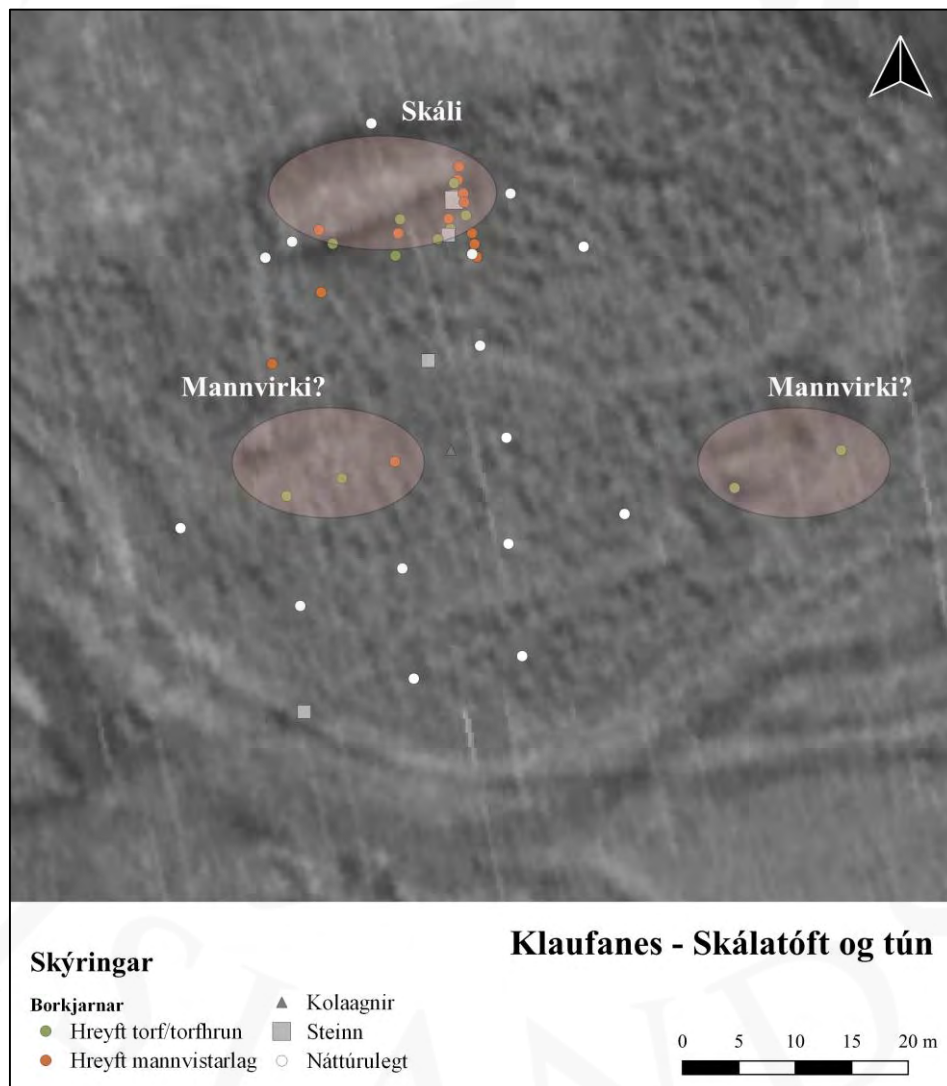 Skáli
Mannvirki?
Mannvirki?
Klaufanes - Skálatóft og tún
Skýringar
Borkjarnar
Hreyft torf/torfhrun
Hreyft mannvistarlag
Kolaagnir
Steinn
Náttúrulegt
0 5 10 15 20 m